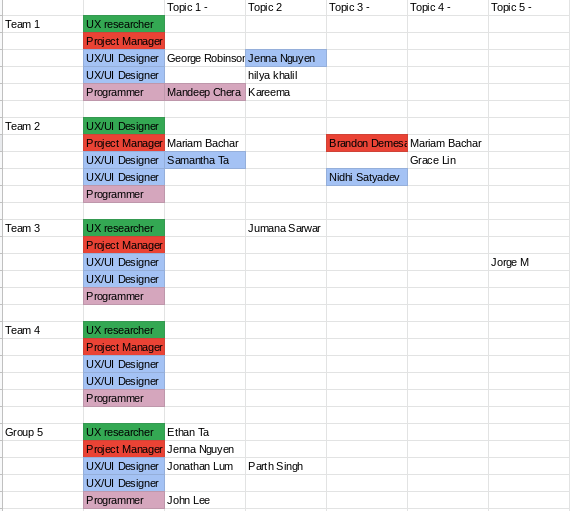 Topic 1 - Topic 2 Topic 3 - Topic 4 - Topic 5 -
Team 1 UX researcher
Project Manager
UX/UI Designer George Robinson Jenna Nguyen
UX/UI Designer hilya khalil
Programmer Mandeep Chera Kareema
Team 2 UX/UI Designer
Project Manager Mariam Bachar Brandon Demesa Mariam Bachar
UX/UI Designer Samantha Ta Grace Lin
UX/UI Designer Nidhi Satyadev
Programmer
Team 3 UX researcher Jumana Sarwar
Project Manager
UX/UI Designer Jorge M
UX/UI Designer
Programmer
Team 4 UX researcher
Project Manager
UX/UI Designer
UX/UI Designer
Programmer
Group 5 UX researcher Ethan Ta
Project Manager Jenna Nguyen
UX/UI Designer Jonathan Lum Parth Singh
UX/UI Designer
Programmer John Lee